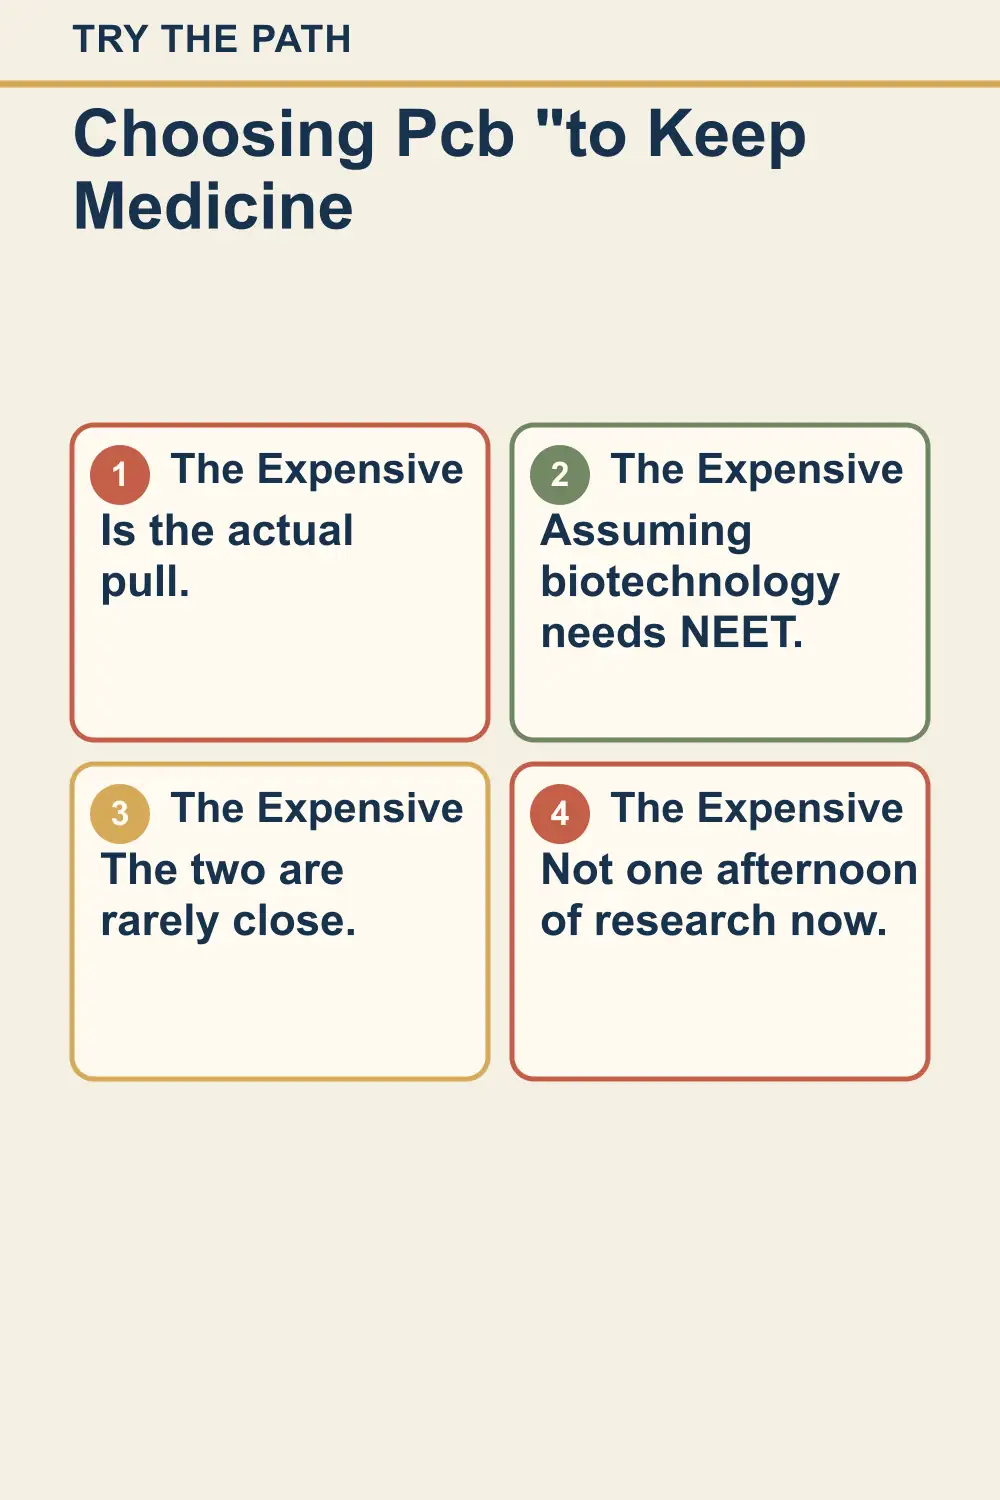 TRY THE PATH
Choosing Pcb "to Keep
Medicine
1 The Expensive
Is the actual
pull.
2 The Expensive
Assuming
biotechnology
needs NEET.
3 The Expensive
The two are
rarely close.
4 The Expensive
Not one afternoon
of research now.